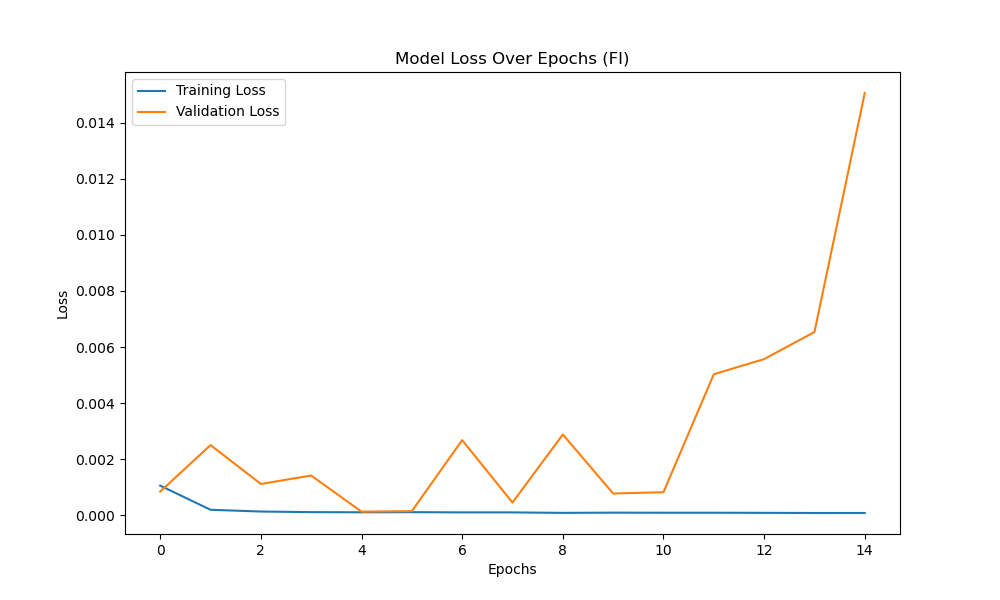 Model Loss Over Epochs (FI)
Training Loss
Validation Loss
0.014
0.012
0.010
0.008
0.006
0.004
0.002
0.000
Loss
0 2 4 6 8 10 12 14
Epochs